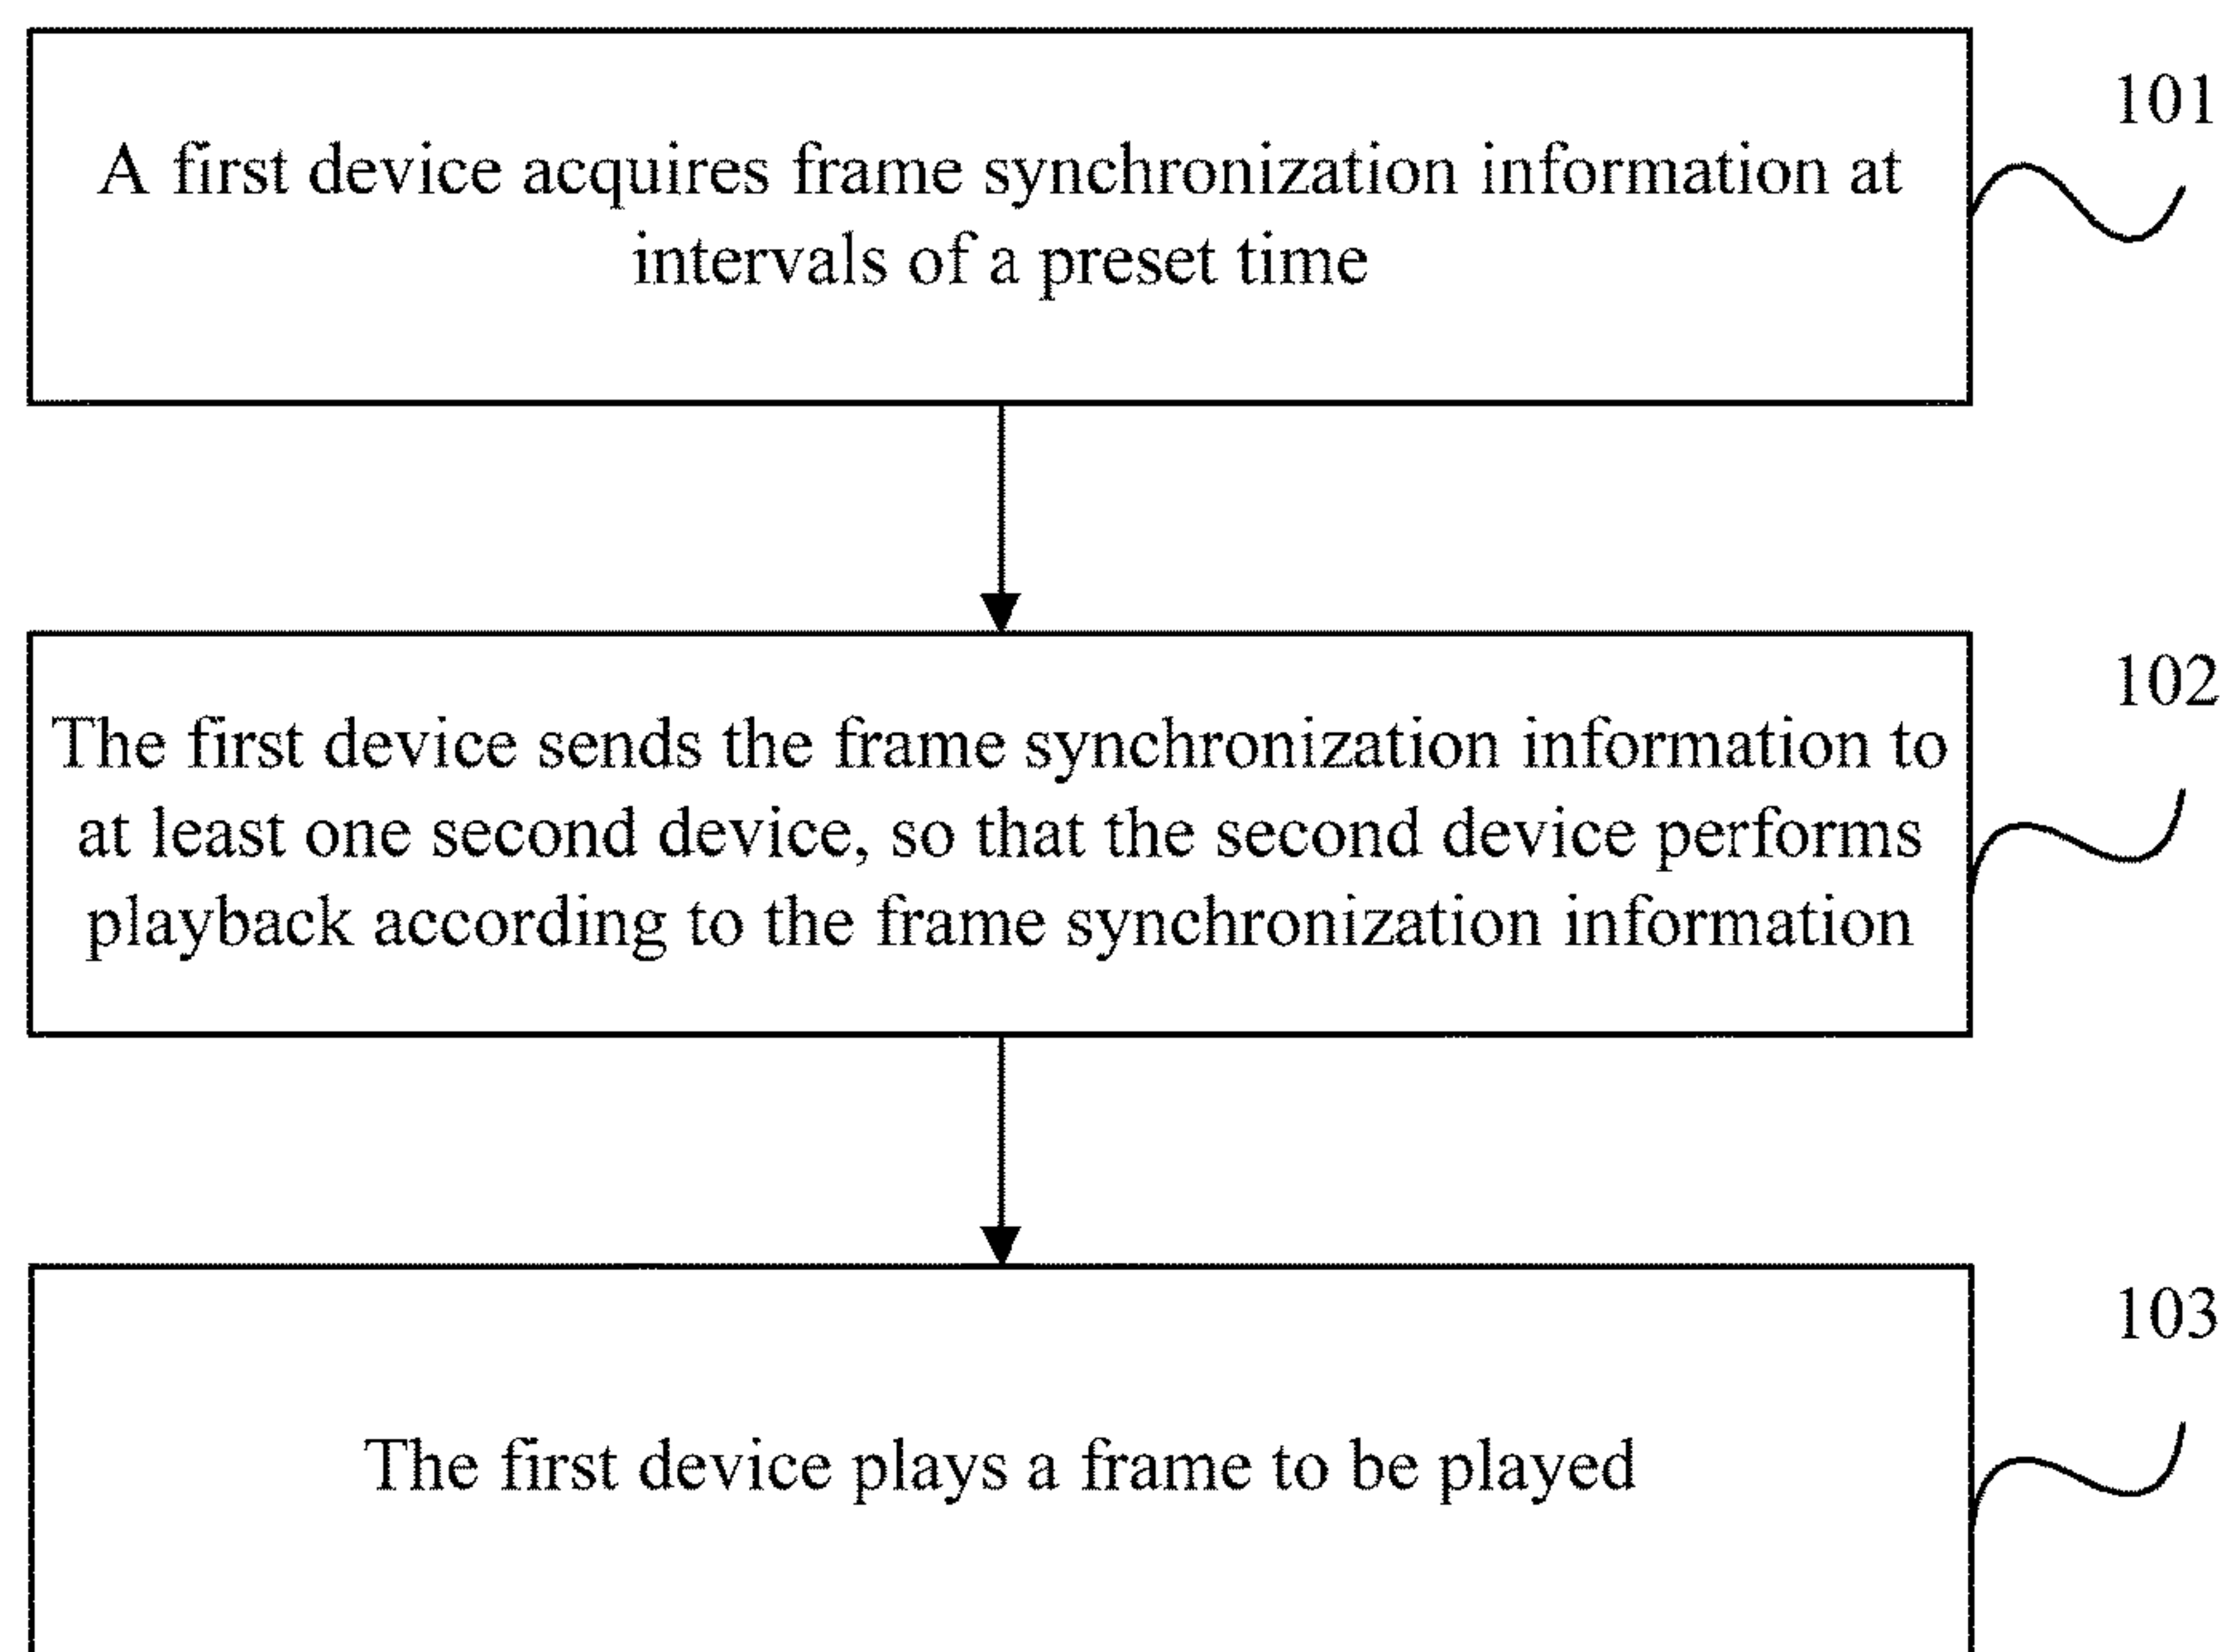 101
A first device acquires frame synchronization information at
intervals of a preset time
102
The first device sends the frame synchronization information to
at least one second device, so that the second device performs
playback according to the frame synchronization information
103
The first device plays a frame to be played